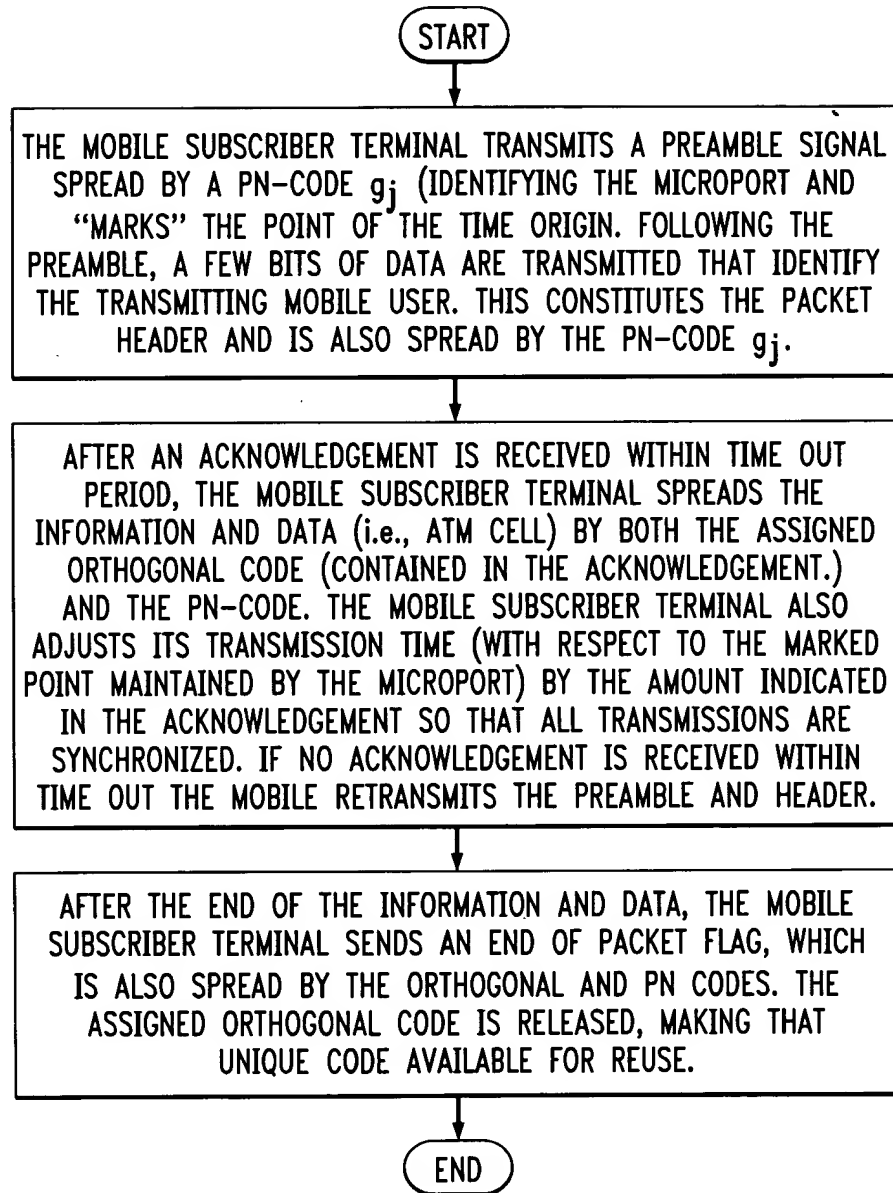 START
THE MOBILE SUBSCRIBER TERMINAL TRANSMITS A PREAMBLE SIGNAL
SPREAD BY A PN-CODE gj (IDENTIFYING THE MICROPORT AND
“MARKS” THE POINT OF THE TIME ORIGIN. FOLLOWING THE
PREAMBLE, A FEW BITS OF DATA ARE TRANSMITTED THAT IDENTIFY
THE TRANSMITTING MOBILE USER. THIS CONSTITUTES THE PACKET
HEADER AND IS ALSO SPREAD BY THE PN-CODE gj.
AFTER AN ACKNOWLEDGEMENT IS RECEIVED WITHIN TIME OUT
PERIOD, THE MOBILE SUBSCRIBER TERMINAL SPREADS THE
INFORMATION AND DATA (i.e., ATM CELL) BY BOTH THE ASSIGNED
ORTHOGONAL CODE (CONTAINED IN THE ACKNOWLEDGEMENT.)
AND THE PN-CODE. THE MOBILE SUBSCRIBER TERMINAL ALSO
ADJUSTS ITS TRANSMISSION TIME (WITH RESPECT TO THE MARKED
POINT MAINTAINED BY THE MICROPORT) BY THE AMOUNT INDICATED
IN THE ACKNOWLEDGEMENT SO THAT ALL TRANSMISSIONS ARE
SYNCHRONIZED. IF NO ACKNOWLEDGEMENT IS RECEIVED WITHIN
TIME OUT THE MOBILE RETRANSMITS THE PREAMBLE AND HEADER.
AFTER THE END OF THE INFORMATION AND DATA, THE MOBILE
SUBSCRIBER TERMINAL SENDS AN END OF PACKET FLAG, WHICH
IS ALSO SPREAD BY THE ORTHOGONAL AND PN CODES. THE
ASSIGNED ORTHOGONAL CODE IS RELEASED, MAKING THAT
UNIQUE CODE AVAILABLE FOR REUSE.
END